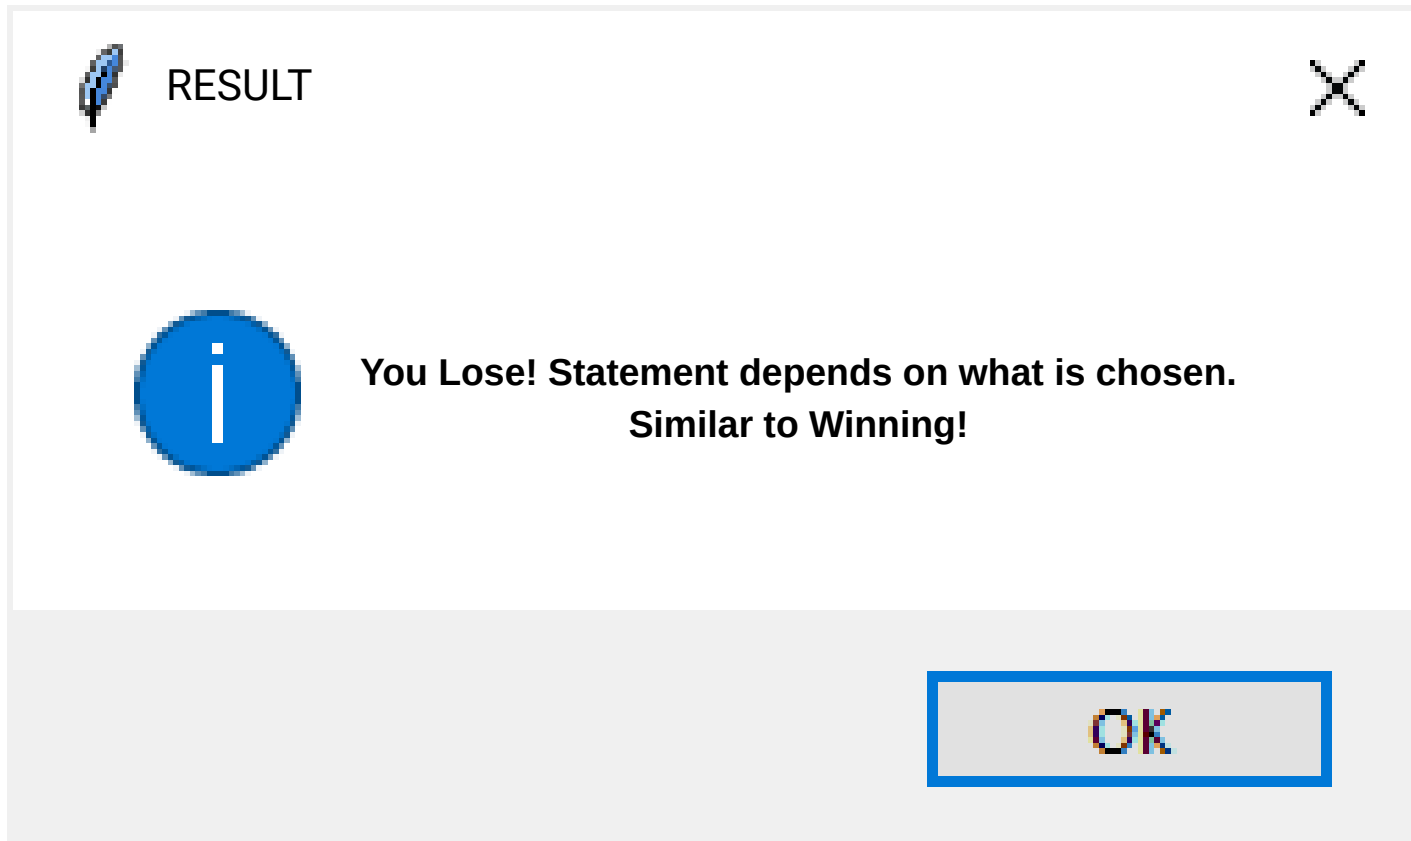 RESULT
You Lose! Statement depends on what is chosen.
Similar to Winning!
OK